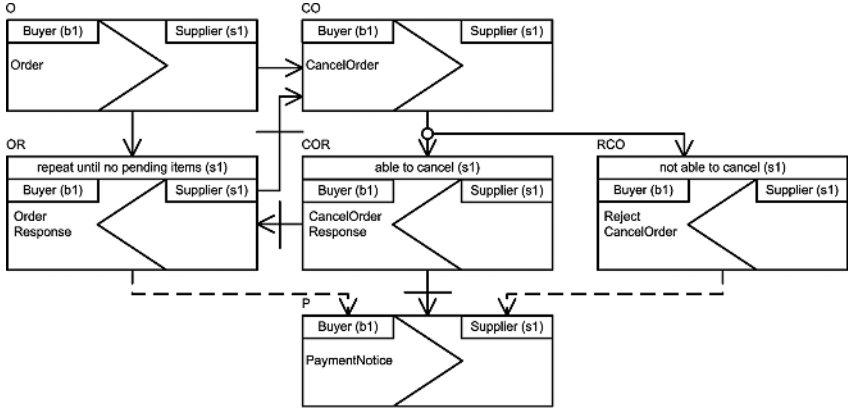 O
CO
Buyer (b1) Supplier (s1)
Buyer (b1) Supplier (s1)
Order
CancelOrder
OR
COR
RCO
repeat until no pending items (s1)
able to cancel (s1)
not able to cancel (s1)
Buyer (b1) Supplier (s1)
Buyer (b1) Supplier (s1)
Buyer (b1) Supplier (s1)
Order
Response
CancelOrder
Response
Reject
CancelOrder
P
Buyer (b1) Supplier (s1)
PaymentNotice